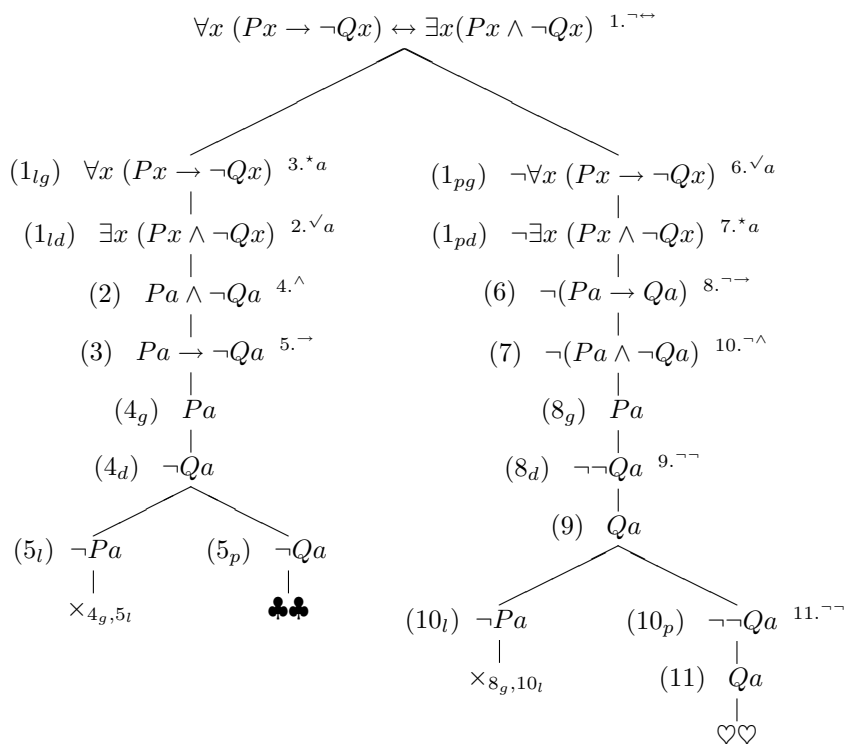 ∀x (Px → ¬Qx) ↔ ∃x(Px ∧ ¬Qx) 1.¬↔
(1lg) ∀x (Px → ¬Qx) 3.⋆a
(1pg) ¬∀x (Px → ¬Qx) 6.√a
(1ld) ∃x (Px ∧ ¬Qx) 2.√a
(1pd) ¬∃x (Px ∧ ¬Qx) 7.⋆a
(2) Pa ∧ ¬Qa 4.∧
(6) ¬(Pa → Qa) 8.¬→
(3) Pa → ¬Qa 5.→
(7) ¬(Pa ∧ ¬Qa) 10.¬∧
(4g) Pa
(8g) Pa
(4d) ¬Qa
(8d) ¬¬Qa 9.¬¬
(9) Qa
(5l) ¬Pa
(5p) ¬Qa
×4g,5l
♣♣
(10l) ¬Pa
(10p) ¬¬Qa 11.¬¬
×8g,10l
(11) Qa
♡♡